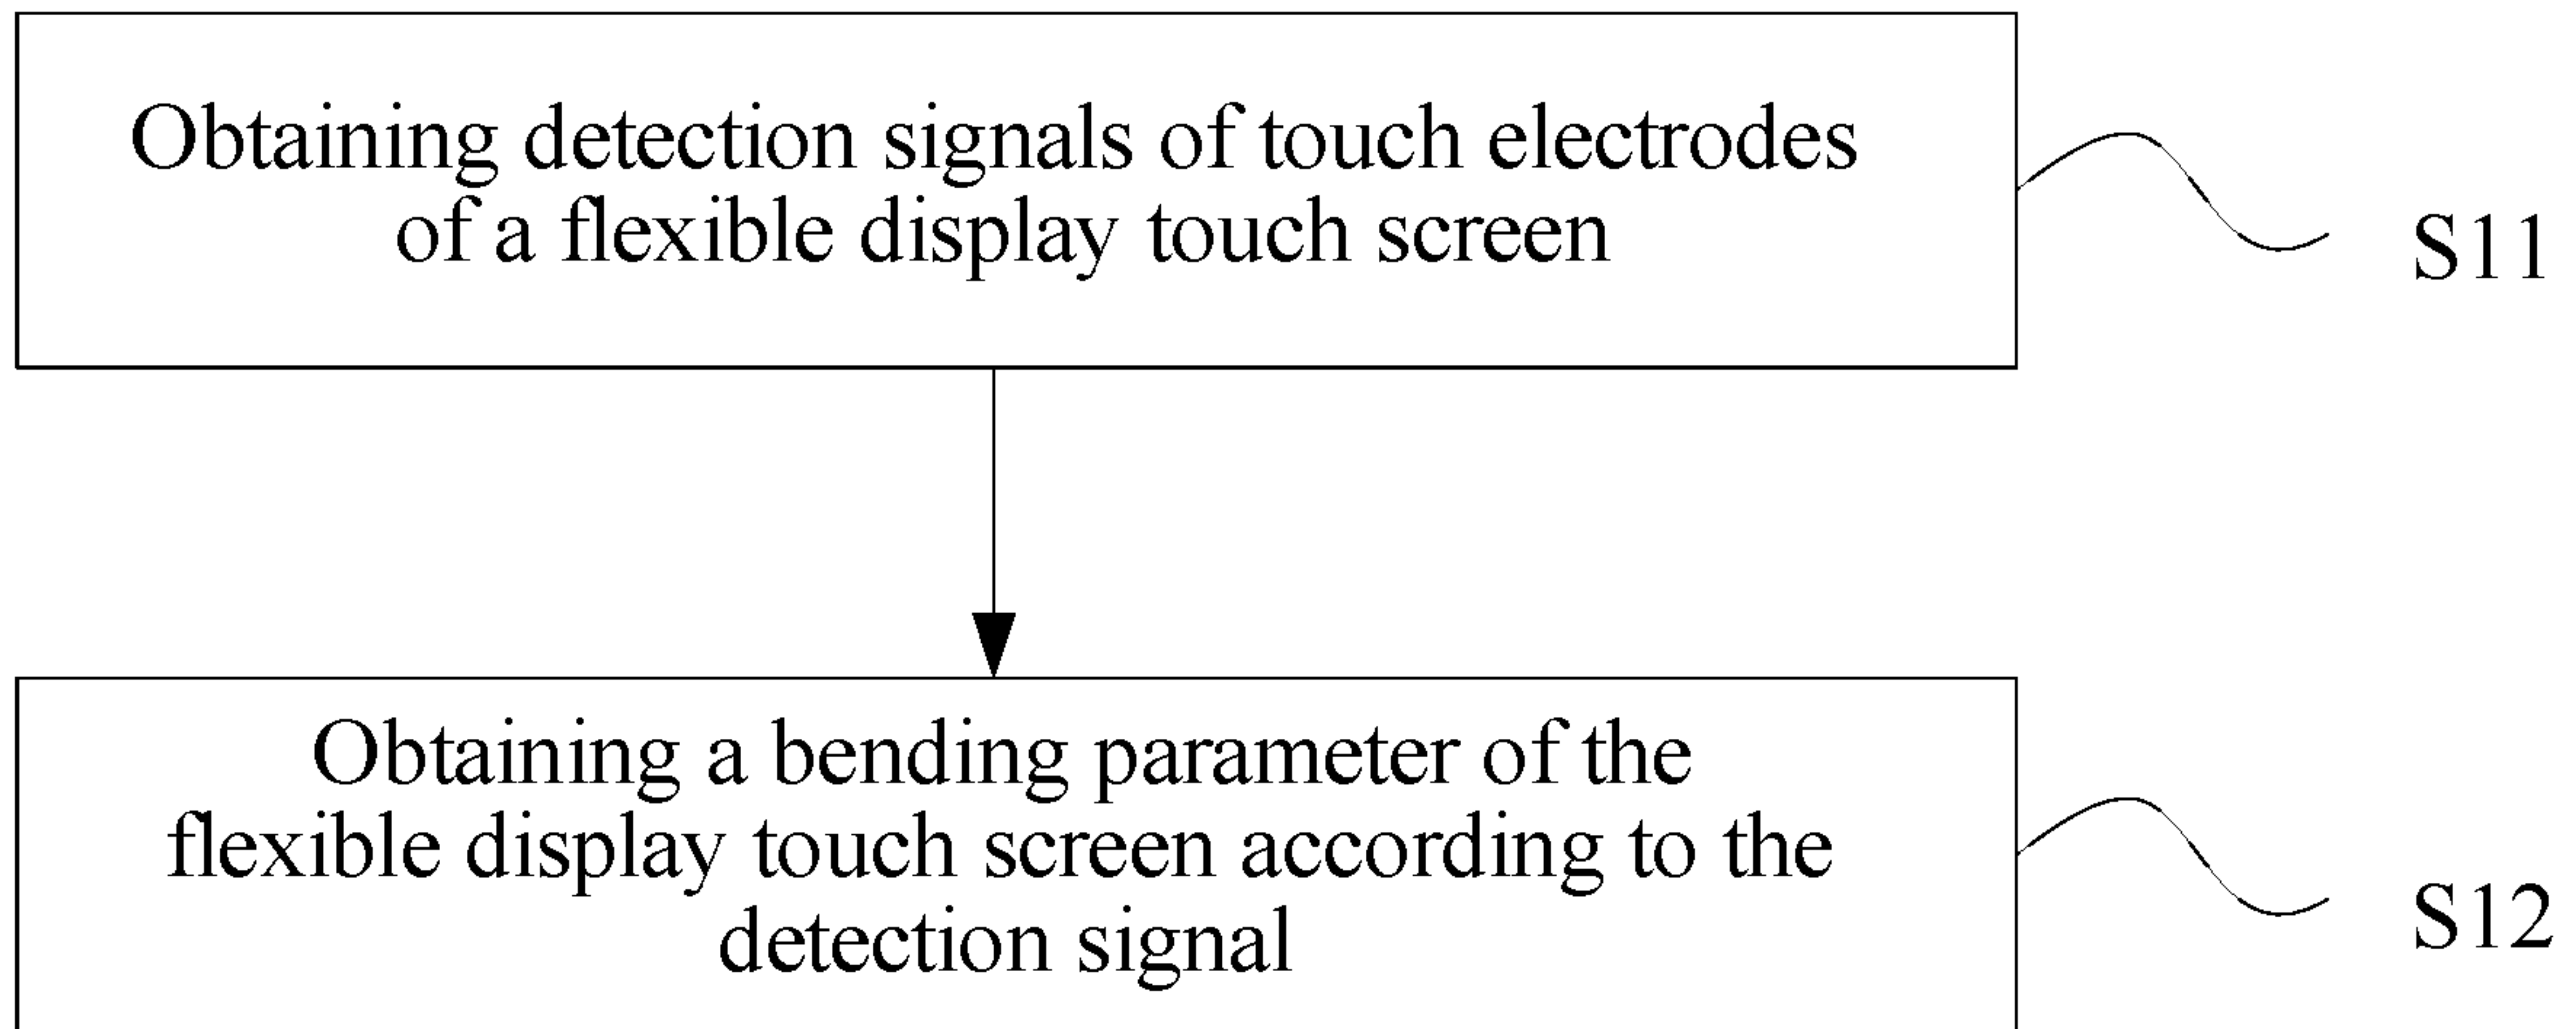 Obtaining detection signals of touch electrodes
of a flexible display touch screen
S11
Obtaining a bending parameter of the
flexible display touch screen according to the
detection signal
S12